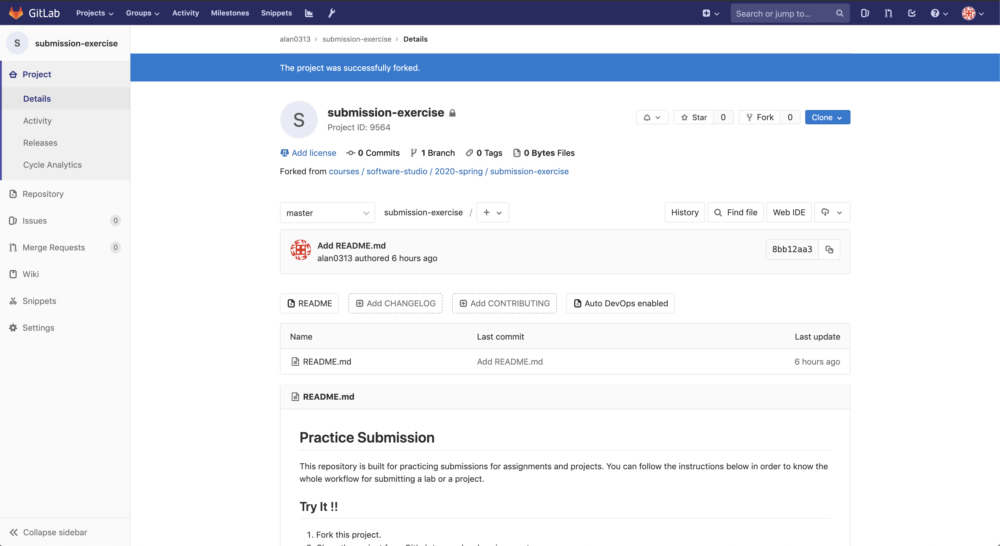 GitLab Projects Groups Activity Milestones Snippets Search or jump to...
S submission-exercise
Project
Details
Activity
Releases
Cycle Analytics
Repository
Issues 0
Merge Requests 0
Wiki
Snippets
Settings
Collapse sidebar
alan0313 > submission-exercise > Details
The project was successfully forked.
S
submission-exercise
Project ID: 9564
Star 0 Fork 0 Clone
Add license 0 Commits 1 Branch 0 Tags 0 Bytes Files
Forked from courses / software-studio / 2020-spring / submission-exercise
master submission-exercise / + History Find file Web IDE
Add README.md
alan0313 authored 6 hours ago
8bb12aa3
README Add CHANGELOG Add CONTRIBUTING Auto DevOps enabled
Name Last commit Last update
README.md Add README.md 6 hours ago
README.md
Practice Submission
This repository is built for practicing submissions for assignments and projects. You can follow the instructions below in order to know the
whole workflow for submitting a lab or a project.
Try It !!
1. Fork this project.